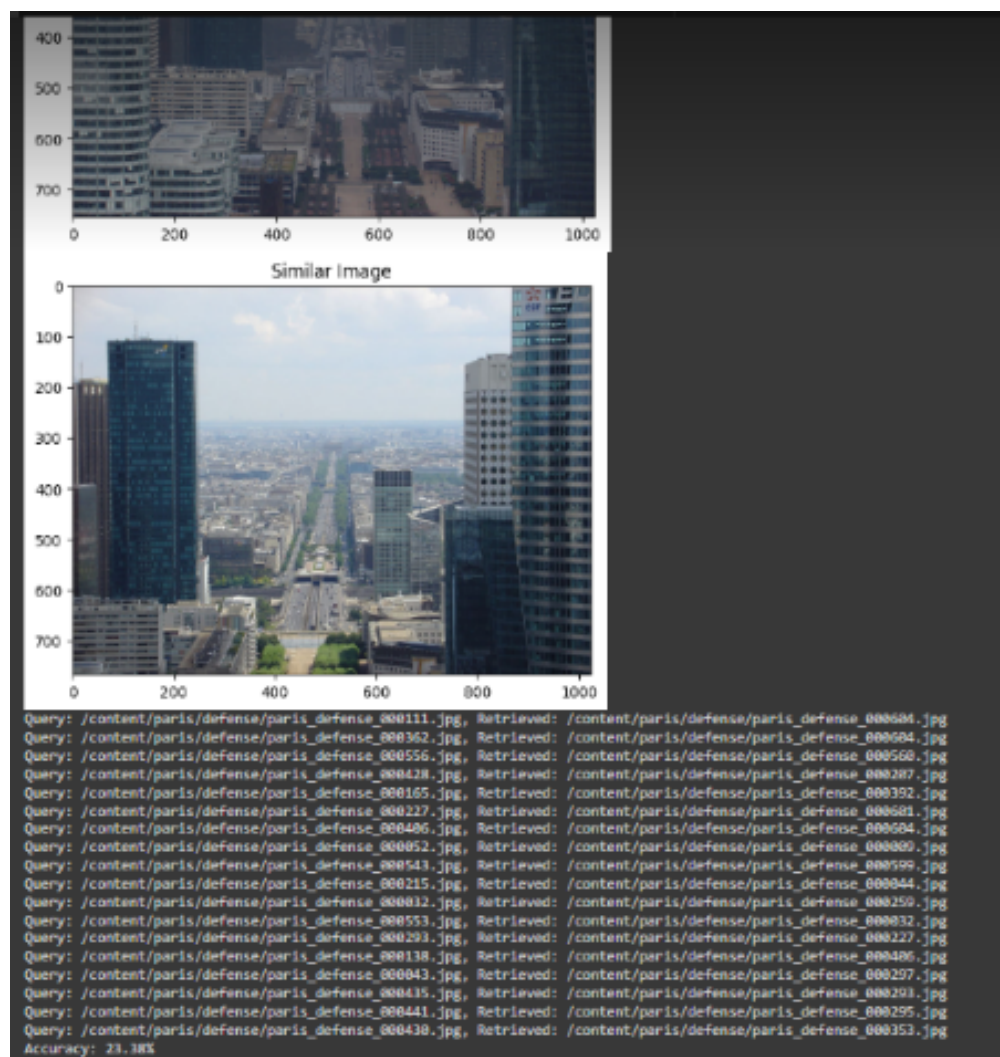 400
500
600
700
0 200 400 600 800 1000
Similar Image
0
100
200
300
400
500
600
700
0 200 400 600 800 1000
Query: /content/paris/defense/paris_defense_000111.jpg, Retrieved: /content/paris/defense/paris_defense_000604.jpg
Query: /content/paris/defense/paris_defense_000362.jpg, Retrieved: /content/paris/defense/paris_defense_000604.jpg
Query: /content/paris/defense/paris_defense_000556.jpg, Retrieved: /content/paris/defense/paris_defense_000560.jpg
Query: /content/paris/defense/paris_defense_000428.jpg, Retrieved: /content/paris/defense/paris_defense_000207.jpg
Query: /content/paris/defense/paris_defense_000165.jpg, Retrieved: /content/paris/defense/paris_defense_000392.jpg
Query: /content/paris/defense/paris_defense_000227.jpg, Retrieved: /content/paris/defense/paris_defense_000681.jpg
Query: /content/paris/defense/paris_defense_000406.jpg, Retrieved: /content/paris/defense/paris_defense_000604.jpg
Query: /content/paris/defense/paris_defense_000052.jpg, Retrieved: /content/paris/defense/paris_defense_000009.jpg
Query: /content/paris/defense/paris_defense_000543.jpg, Retrieved: /content/paris/defense/paris_defense_000599.jpg
Query: /content/paris/defense/paris_defense_000215.jpg, Retrieved: /content/paris/defense/paris_defense_000044.jpg
Query: /content/paris/defense/paris_defense_000032.jpg, Retrieved: /content/paris/defense/paris_defense_000259.jpg
Query: /content/paris/defense/paris_defense_000553.jpg, Retrieved: /content/paris/defense/paris_defense_000032.jpg
Query: /content/paris/defense/paris_defense_000293.jpg, Retrieved: /content/paris/defense/paris_defense_000227.jpg
Query: /content/paris/defense/paris_defense_000138.jpg, Retrieved: /content/paris/defense/paris_defense_000406.jpg
Query: /content/paris/defense/paris_defense_000043.jpg, Retrieved: /content/paris/defense/paris_defense_000297.jpg
Query: /content/paris/defense/paris_defense_000435.jpg, Retrieved: /content/paris/defense/paris_defense_000293.jpg
Query: /content/paris/defense/paris_defense_000441.jpg, Retrieved: /content/paris/defense/paris_defense_000295.jpg
Query: /content/paris/defense/paris_defense_000430.jpg, Retrieved: /content/paris/defense/paris_defense_000353.jpg
Accuracy: 23.38%